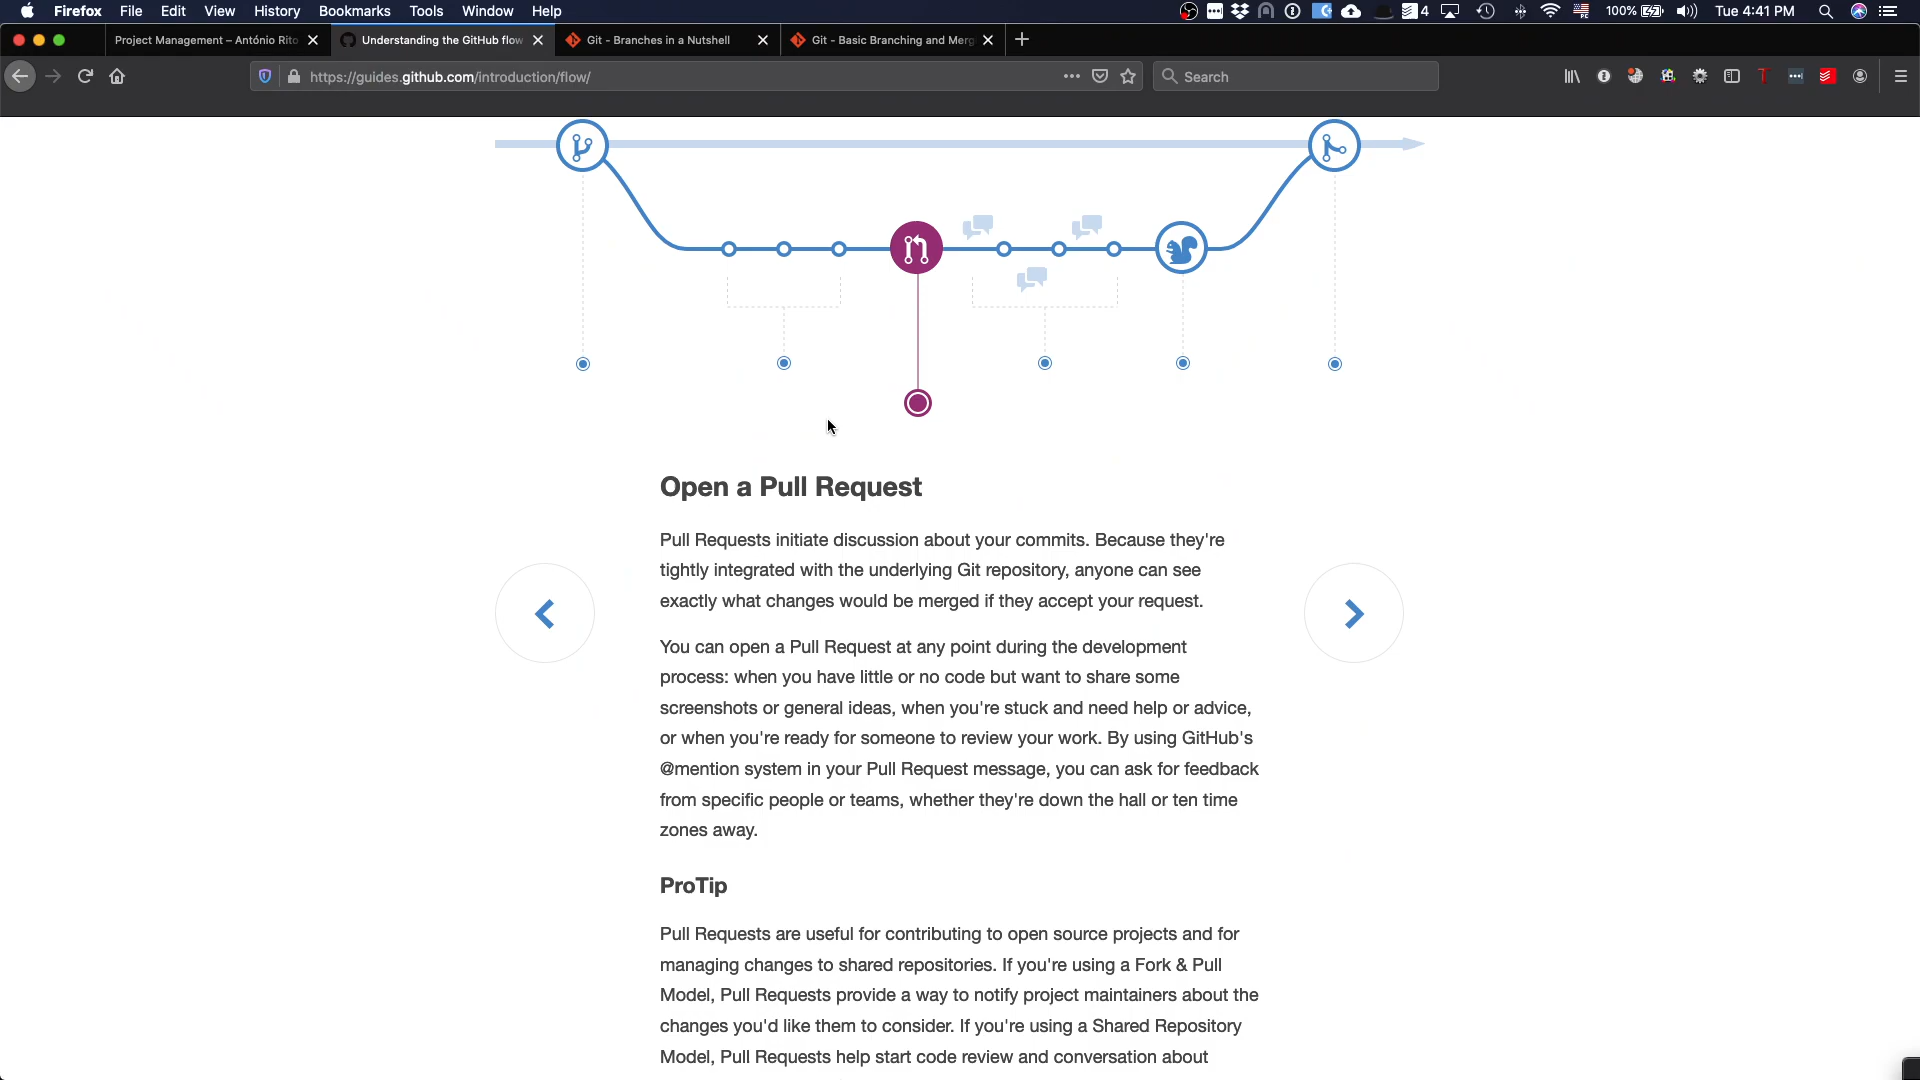 Firefox File Edit View History Bookmarks Tools Window Help 4 100% Tue 4:41 PM
Project Management – António Rito Understanding the GitHub flow Git - Branches in a Nutshell Git - Basic Branching and Merg
https://guides.github.com/introduction/flow/ Search
Open a Pull Request
Pull Requests initiate discussion about your commits. Because they're
tightly integrated with the underlying Git repository, anyone can see
exactly what changes would be merged if they accept your request.
You can open a Pull Request at any point during the development
process: when you have little or no code but want to share some
screenshots or general ideas, when you're stuck and need help or advice,
or when you're ready for someone to review your work. By using GitHub's
@mention system in your Pull Request message, you can ask for feedback
from specific people or teams, whether they're down the hall or ten time
zones away.
ProTip
Pull Requests are useful for contributing to open source projects and for
managing changes to shared repositories. If you're using a Fork & Pull
Model, Pull Requests provide a way to notify project maintainers about the
changes you'd like them to consider. If you're using a Shared Repository
Model, Pull Requests help start code review and conversation about